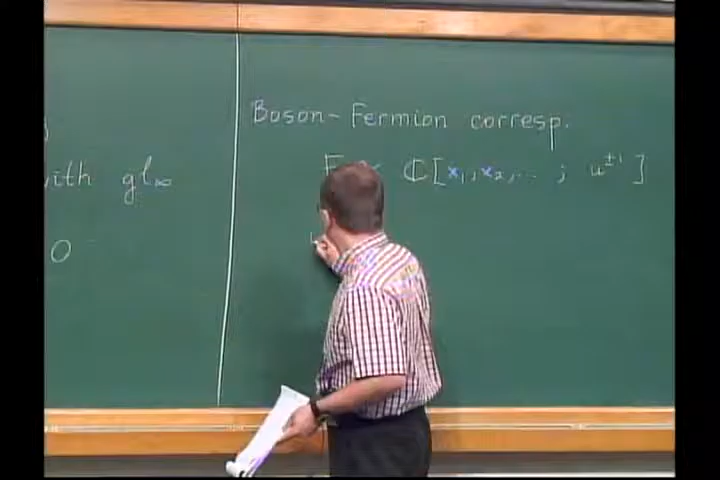 with gl∞
0
Boson-Fermion corresp.
F ≅ ℂ[x₁,x₂,...; u^±1]